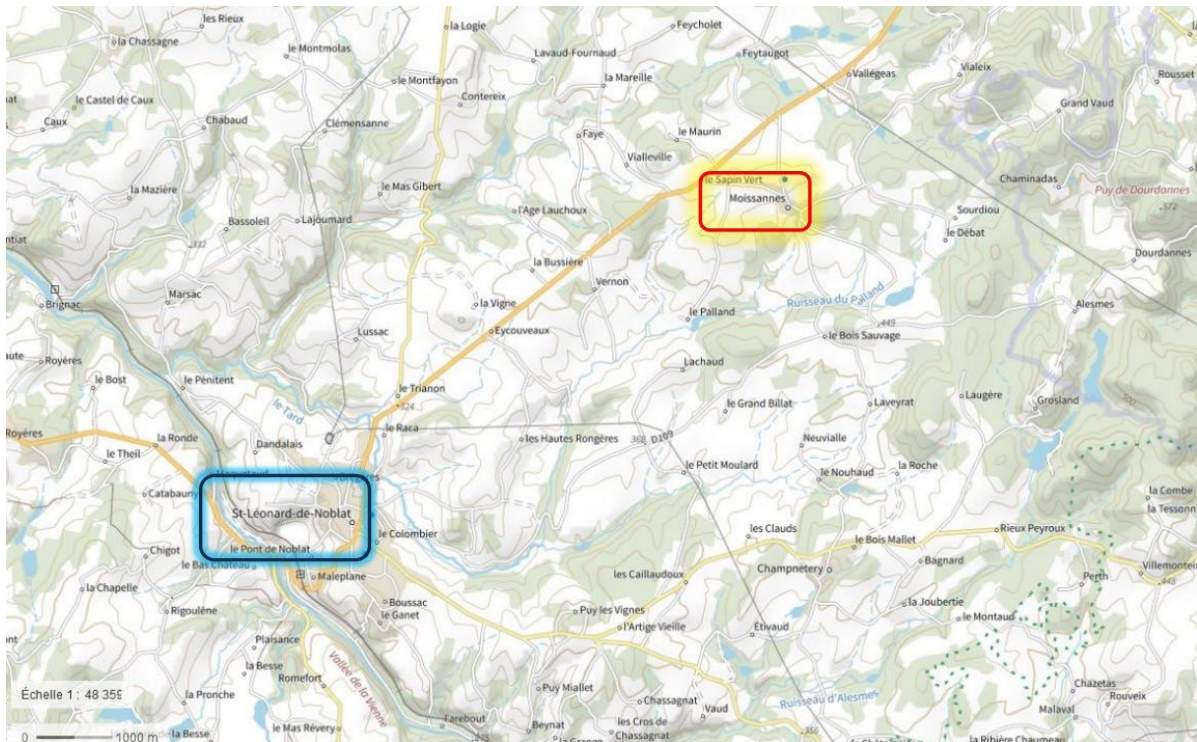 les Rieux
la Logie
Feycholet
la Chassagne
le Montmolas
Lavaud-Fournaud
Feytaugot
Vialeix
le Montfayon
la Mareille
Vallégeas
Rousset
le Castel de Caux
Contereix
Grand Vaud
Caux
Chabaud
Clémensanne
Faye
le Maurin
Vialleville
la Mazière
le Mas Gibert
le Sapin Vert
Chaminadas
Puy de Dourdannes
Moissannes
572
Bassoleil
Lajoumard
l'Age Lauchoux
Sourdiou
332
le Débat
la Bussière
Dourdannes
Marsac
Vernon
Brignac
la Vigne
Ruisseau du Palland
Alesmes
le Palland
Lussac
Eycouveaux
449
le Bois Sauvage
Royères
Lachaud
le Bost
le Pénitent
le Trianon
le Tard
324
le Grand Billat
Laveyrat
Laugère
Grosland
500
Royères
la Ronde
Dandalais
le Raca
les Hautes Rongères
368
D109
Neuvialle
le Theil
le Petit Moulard
le Nouhaud
la Roche
Catabauny
la Combe
St-Léonard-de-Noblat
la Tessonn
les Clauds
Rieux Peyroux
le Colombier
le Bois Mallet
Chigot
le Pont de Noblat
le Bas Château
Champnétery
Bagnard
Villemonteix
Maleplane
les Caillaudoux
Perth
448
la Chapelle
Boussac
le Ganet
la Joubertie
Rigoulène
Puy les Vignes
le Montaud
l'Artige Vieille
Étivaud
Plaisance
la Besse
Vallée de la Vienne
Romefort
Puy Miallet
Chazetas
Échelle 1 : 48 359
la Pronche
Chassagnat
Ruisseau d'Alesmes
Rouveix
Vaud
Malaval
Farebout
les Cros de
Chassagnat
Beynat
0
1000 m
la Besse
le Mas Révery
la Ribière Chaumeau